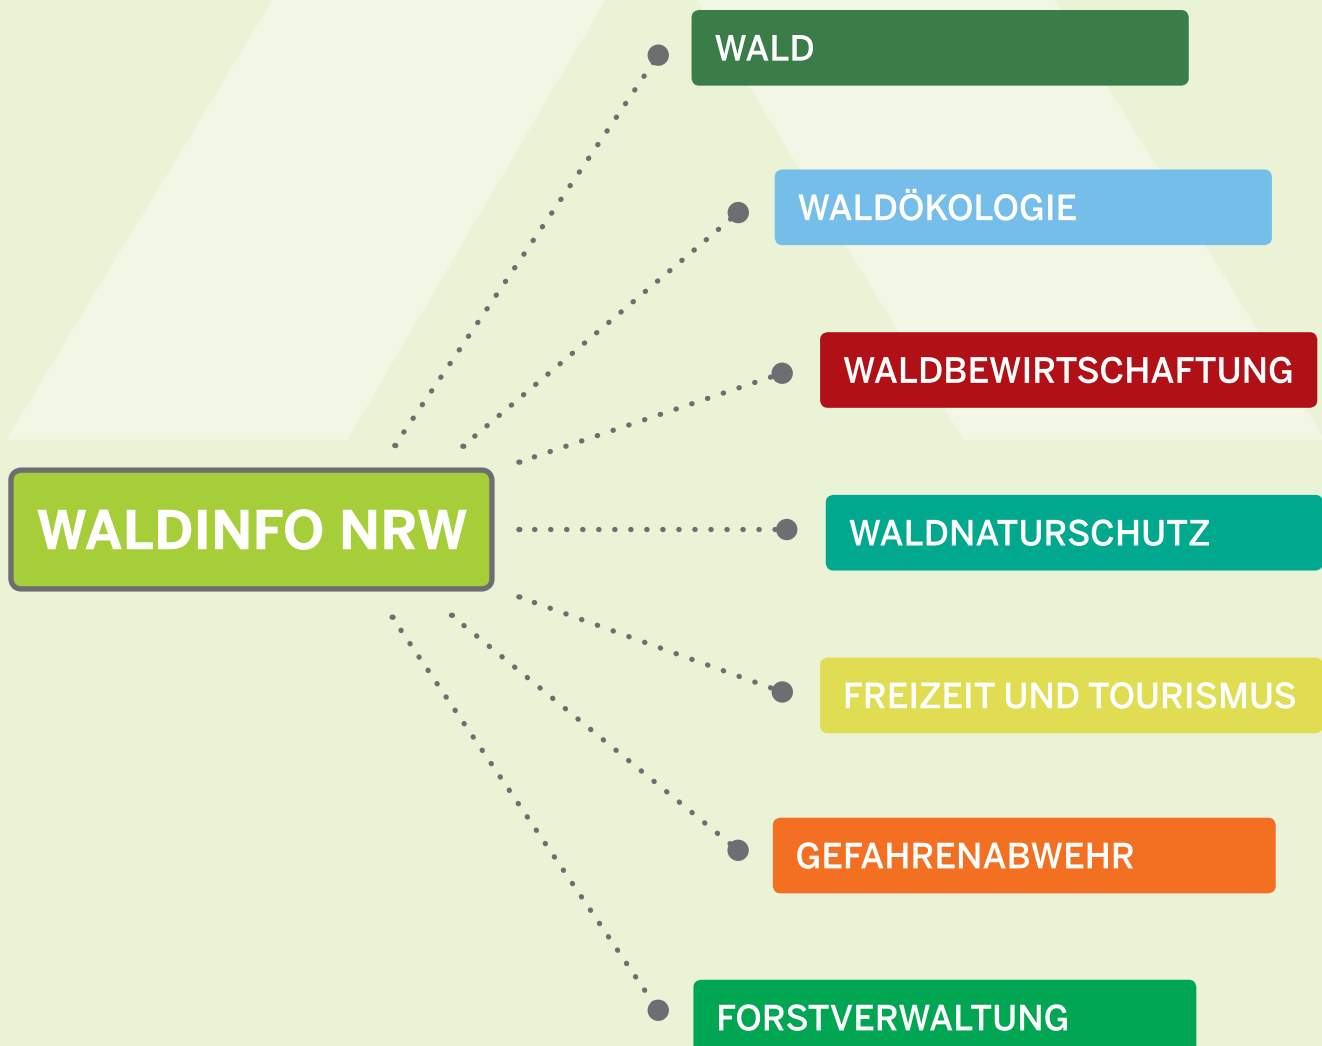 WALD
WALDÖKOLOGIE
WALDBEWIRTSCHAFTUNG
WALDINFO NRW
WALDNATURSCHUTZ
FREIZEIT UND TOURISMUS
GEFAHRENABWEHR
FORSTVERWALTUNG